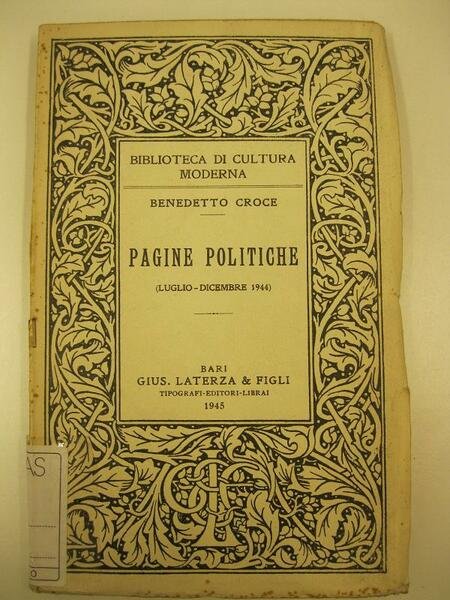 BIBLIOTECA DI CULTURA
MODERNA
BENEDETTO CROCE
PAGINE POLITICHE
(LUGLIO-DICEMBRE 1944)
BARI
GIUS. LATERZA & FIGLI
TIPOGRAFI-EDITORI-LIBRAI
1945
AS